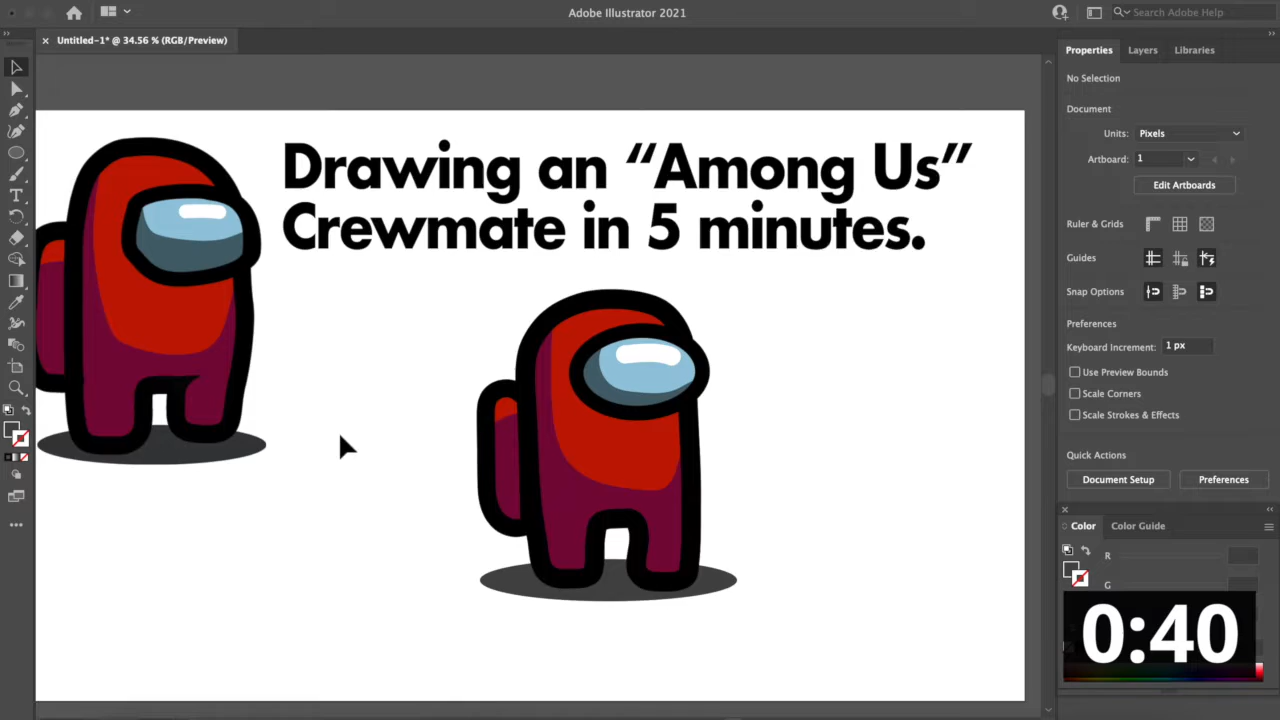 Adobe Illustrator 2021
Search Adobe Help
Untitled-1* @ 34.56 % (RGB/Preview)
Properties
Layers
Libraries
No Selection
Document
Units:
Pixels
Artboard:
1
Edit Artboards
Ruler & Grids
Guides
Snap Options
Preferences
Keyboard Increment:
1 px
Use Preview Bounds
Scale Corners
Scale Strokes & Effects
Quick Actions
Document Setup
Preferences
Color
Color Guide
R
G
0:40
Drawing an “Among Us”
Crewmate in 5 minutes.